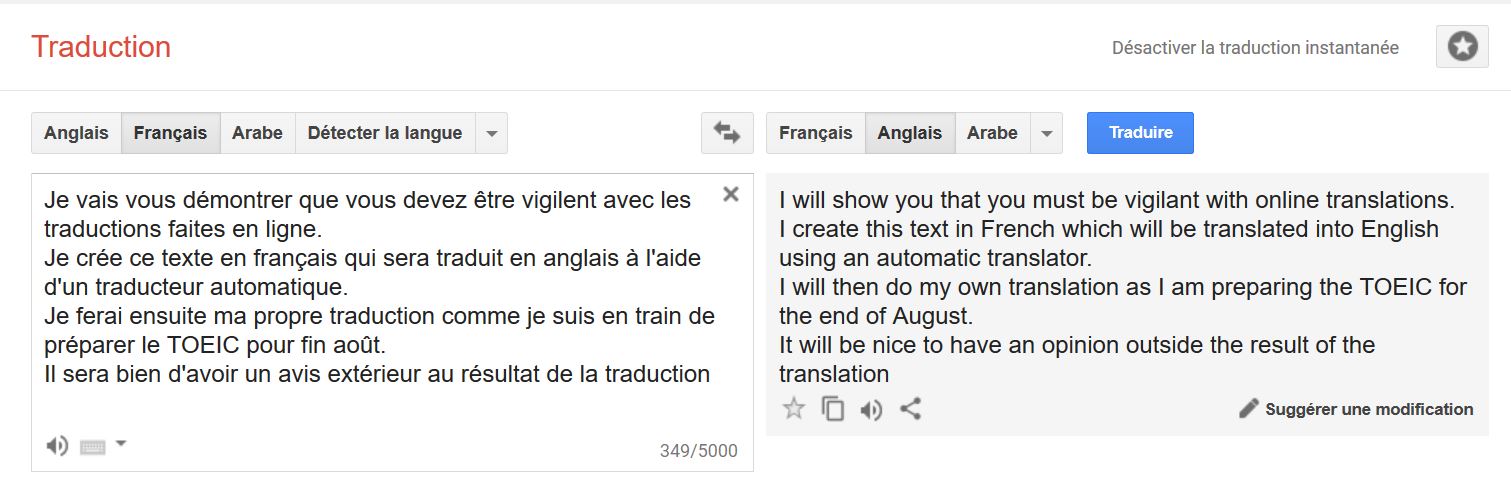 Traduction
Désactiver la traduction instantanée
Anglais Français Arabe Détecter la langue
Français Anglais Arabe
Traduire
Je vais vous démontrer que vous devez être vigilent avec les
traductions faites en ligne.
Je crée ce texte en français qui sera traduit en anglais à l'aide
d'un traducteur automatique.
Je ferai ensuite ma propre traduction comme je suis en train de
préparer le TOEIC pour fin août.
Il sera bien d'avoir un avis extérieur au résultat de la traduction
349/5000
I will show you that you must be vigilant with online translations.
I create this text in French which will be translated into English
using an automatic translator.
I will then do my own translation as I am preparing the TOEIC for
the end of August.
It will be nice to have an opinion outside the result of the
translation
Suggérer une modification